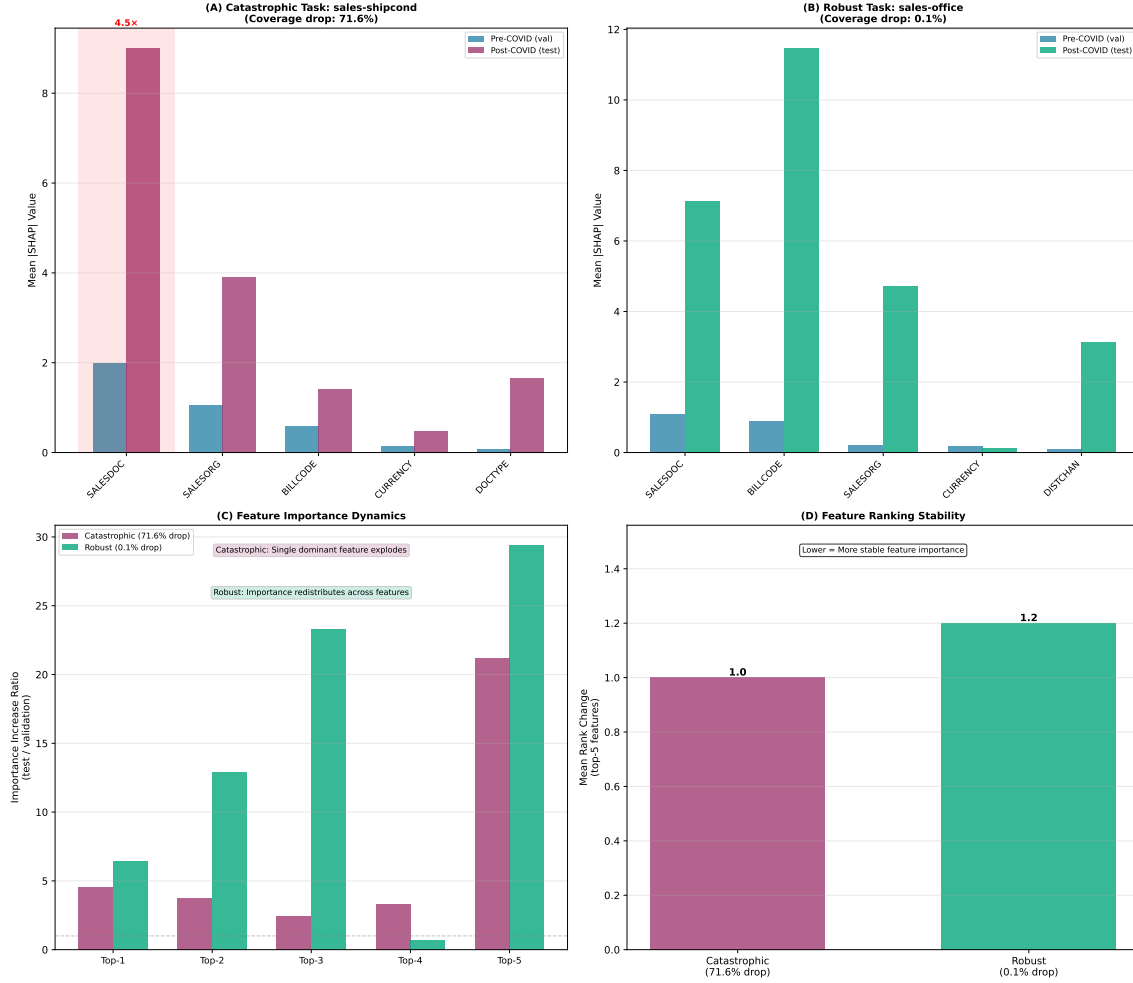 (A) Catastrophic Task: sales-shipcond
(Coverage drop: 71.6%)
4.5×
Pre-COVID (val)
Post-COVID (test)
Mean |SHAP| Value
8
6
4
2
0
SALESDOC
SALESORG
BILLCODE
CURRENCY
DOCTYPE
(B) Robust Task: sales-office
(Coverage drop: 0.1%)
Pre-COVID (val)
Post-COVID (test)
Mean |SHAP| Value
12
10
8
6
4
2
0
SALESDOC
BILLCODE
SALESORG
CURRENCY
DISTCHAN
(C) Feature Importance Dynamics
Catastrophic (71.6% drop)
Robust (0.1% drop)
Catastrophic: Single dominant feature explodes
Robust: Importance redistributes across features
Importance Increase Ratio
(test / validation)
30
25
20
15
10
5
0
Top-1
Top-2
Top-3
Top-4
Top-5
(D) Feature Ranking Stability
Lower = More stable feature importance
Mean Rank Change
(top-5 features)
1.4
1.2
1.0
0.8
0.6
0.4
0.2
0.0
1.0
1.2
Catastrophic
(71.6% drop)
Robust
(0.1% drop)